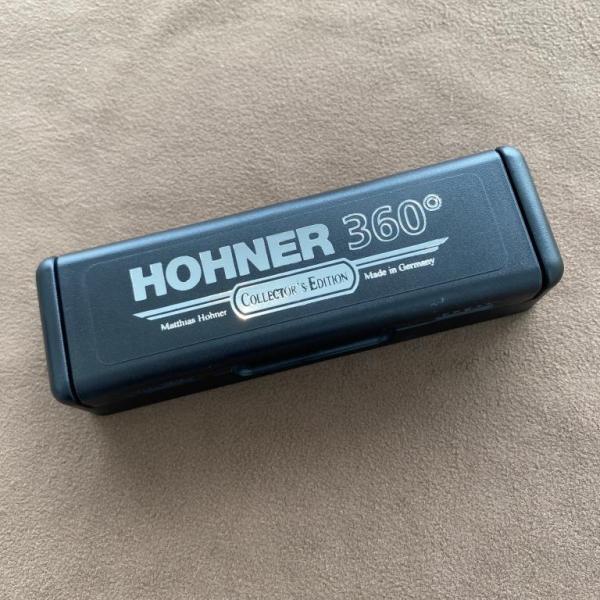 HOHNER 360°
COLLECTOR'S EDITION
Matthias Hohner
Made in Germany